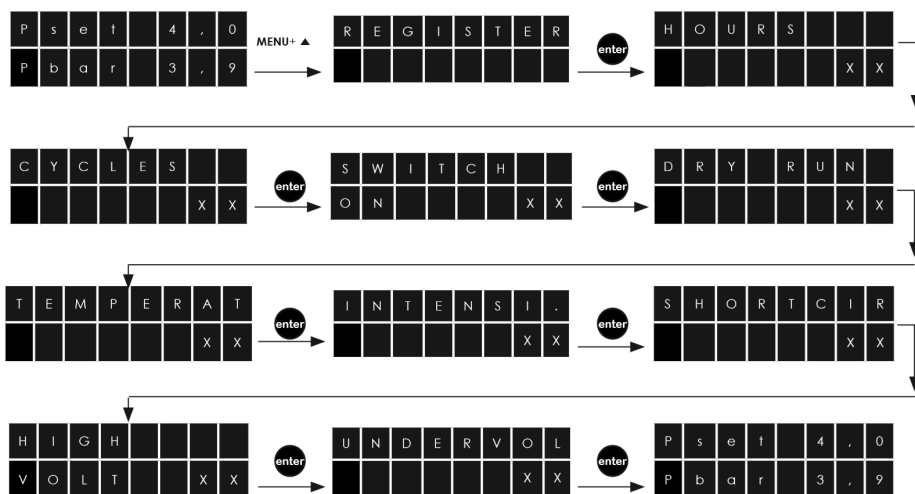 Pset 4,0
Pbar 3,9
MENU+ ▲
REGISTER
enter
HOURS
XX
CYCLES
XX
enter
SWITCH
ON XX
enter
DRY RUN
XX
TEMPERAT
XX
enter
INTENSI.
XX
enter
SHORTCIR
XX
HIGH
VOLT XX
enter
UNDERVOL
XX
enter
Pset 4,0
Pbar 3,9